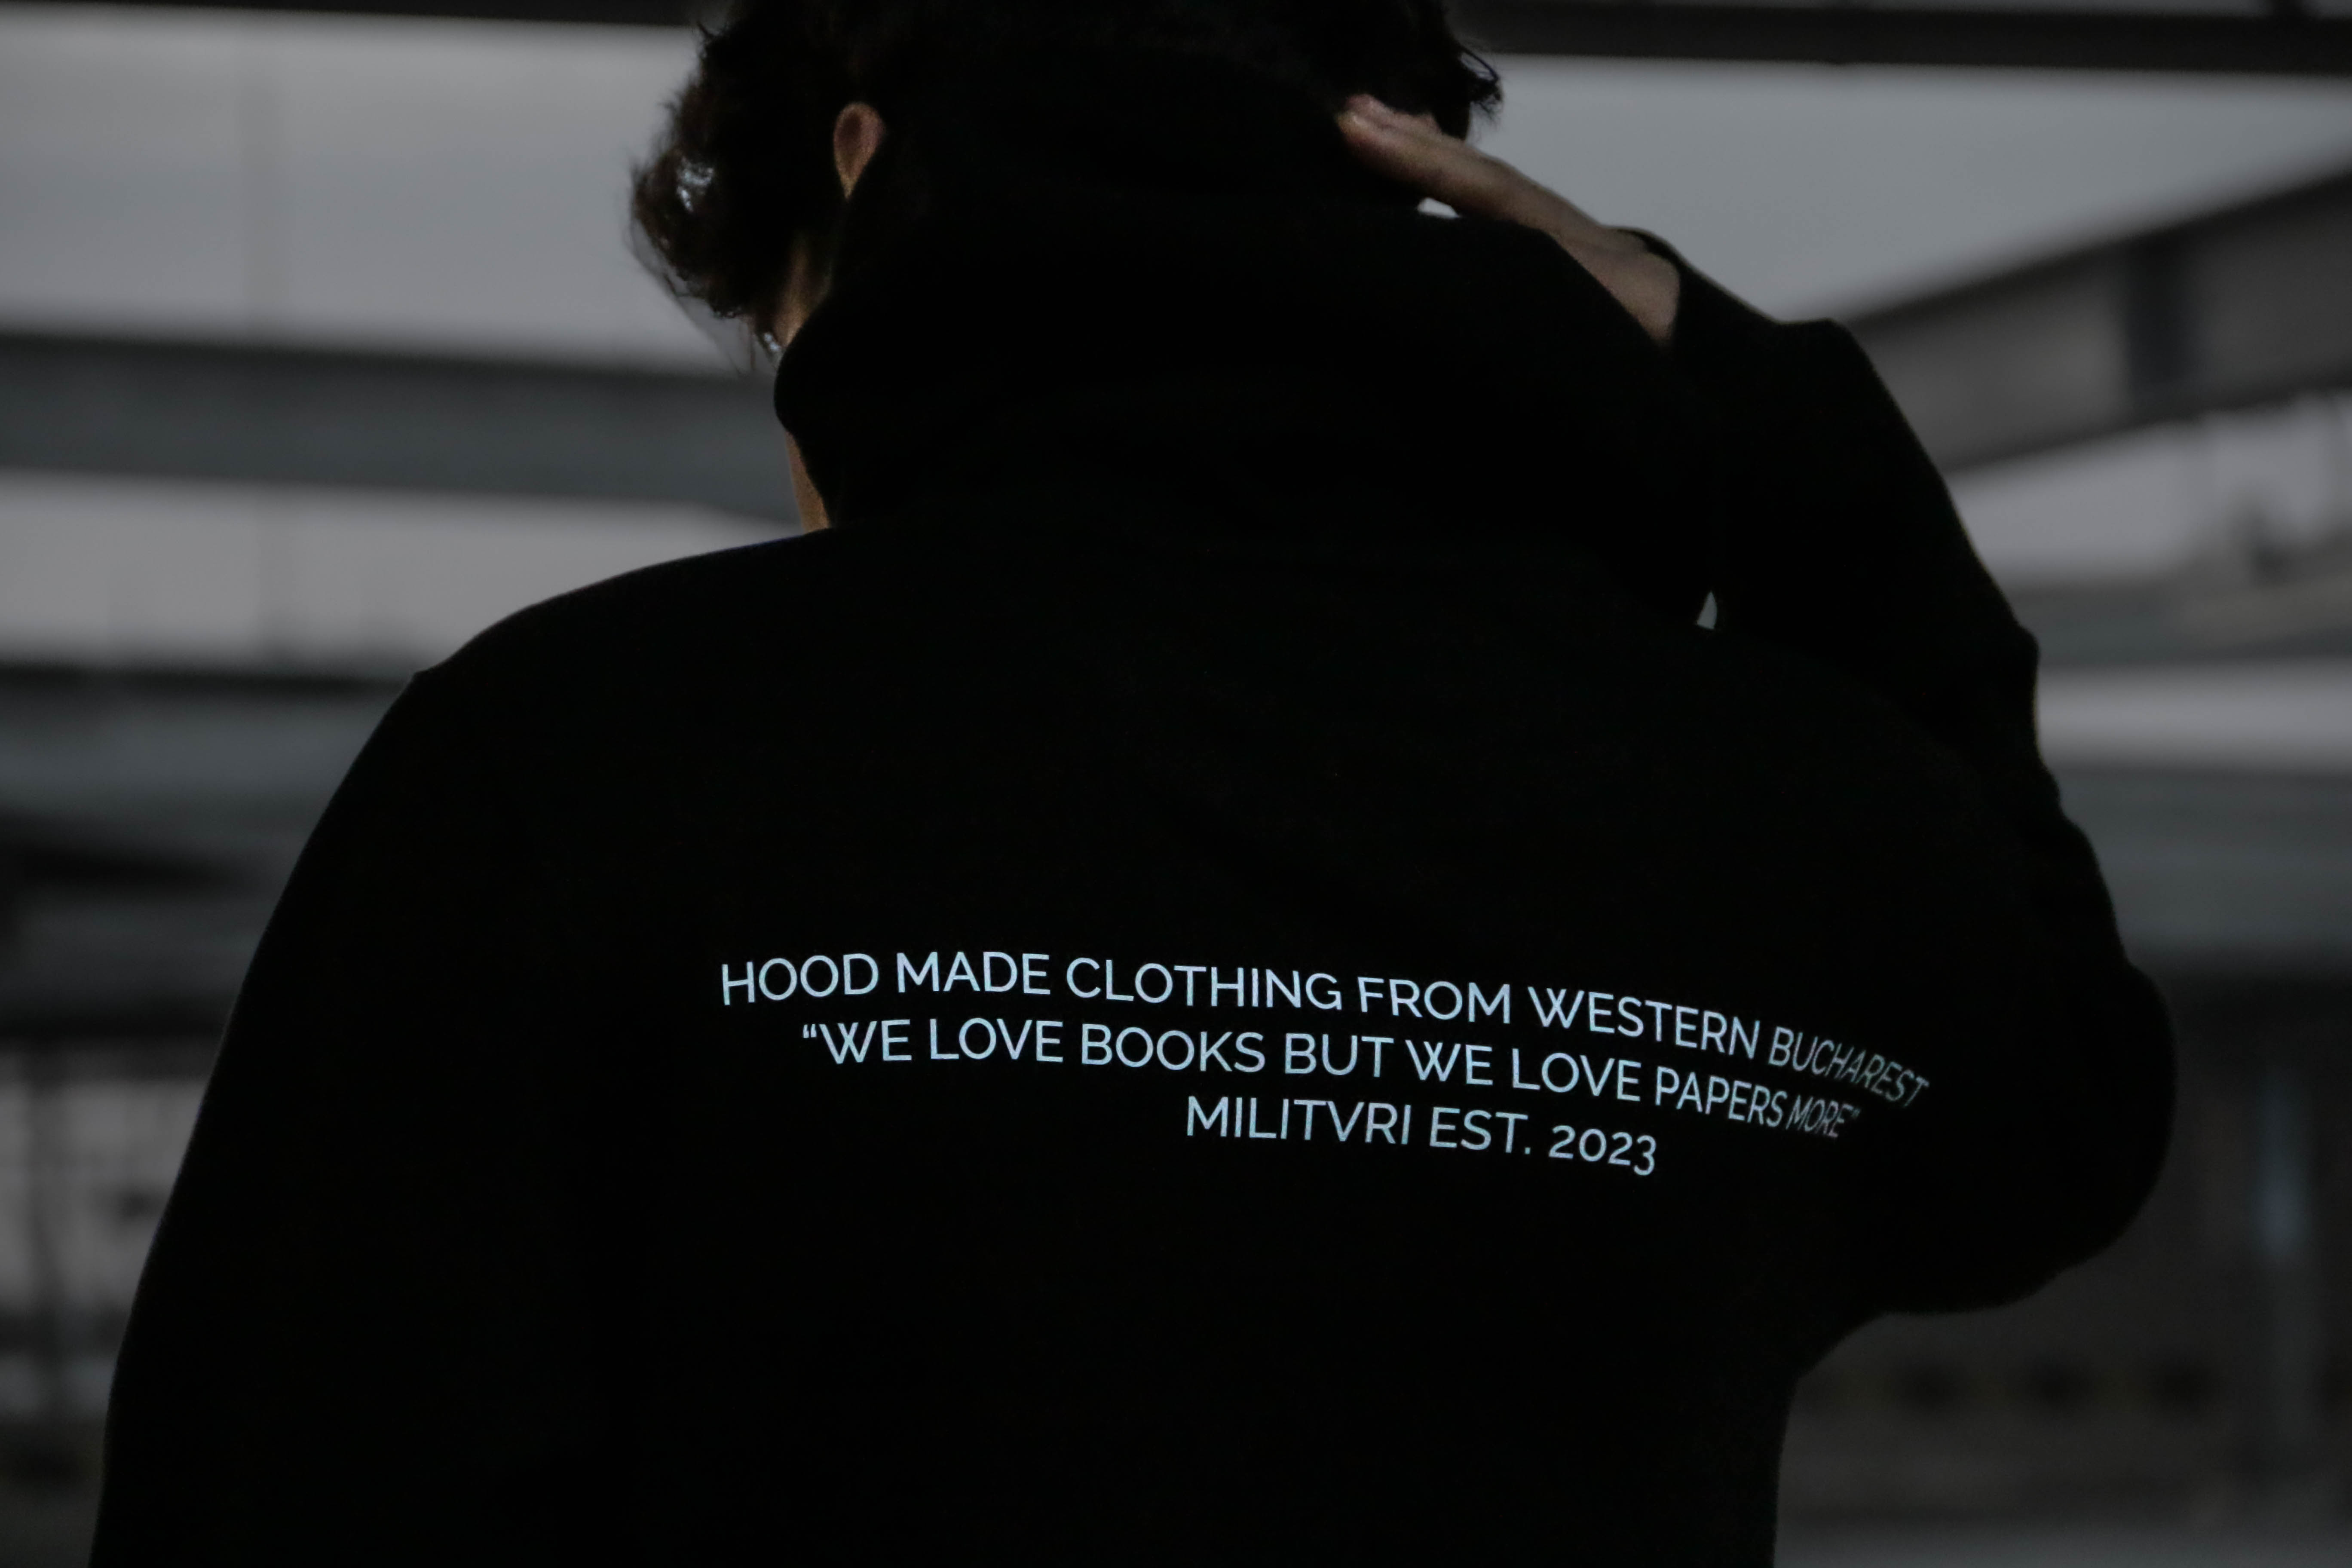 HOOD MADE CLOTHING FROM WESTERN BUCHAREST
“WE LOVE BOOKS BUT WE LOVE PAPERS MORE”
MILITVRI EST. 2023